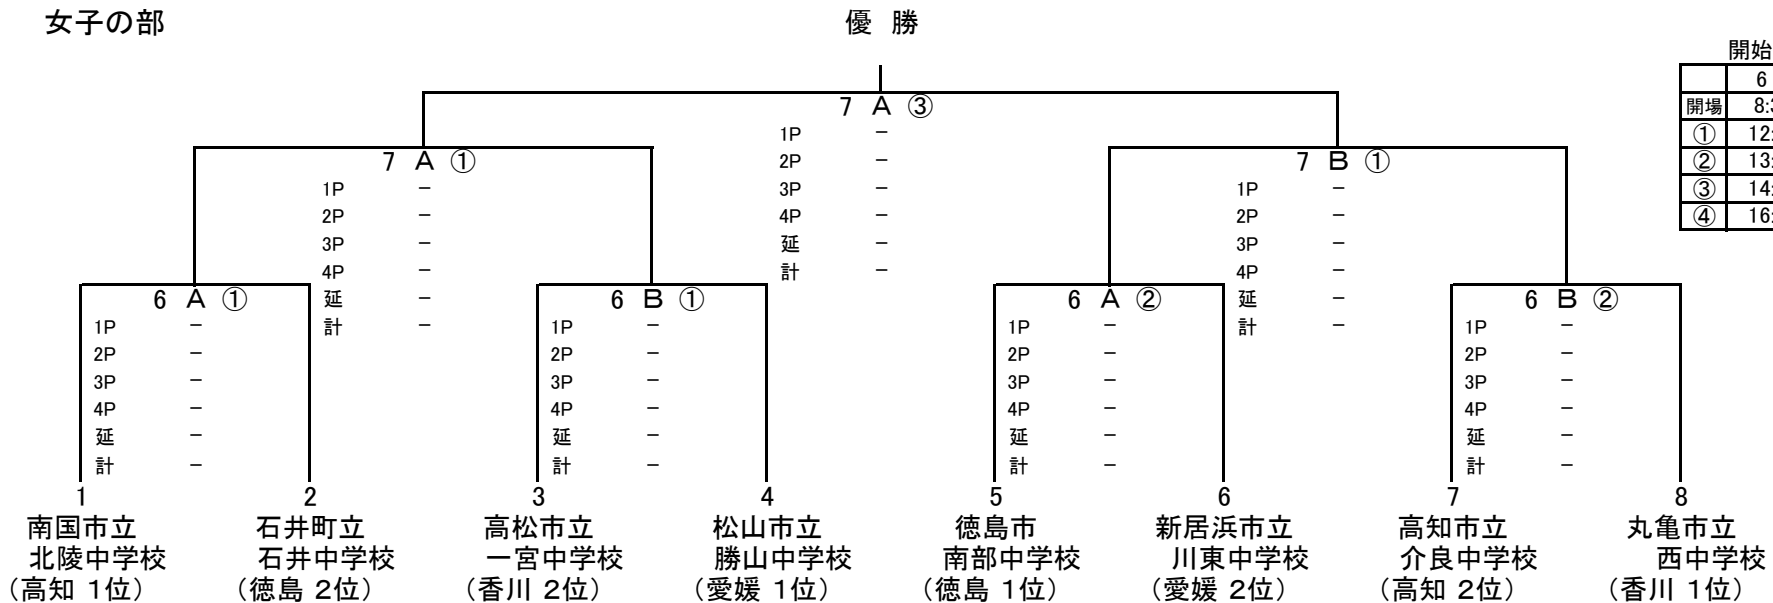 女子の部
優 勝
開始
6
開場 8:3
① 12:
② 13:
③ 14:
④ 16:
7 A ③
1P －
2P －
3P －
4P －
延 －
計 －
7 A ①
1P －
2P －
3P －
4P －
延 －
計 －
7 B ①
1P －
2P －
3P －
4P －
延 －
計 －
6 A ①
1P －
2P －
3P －
4P －
延 －
計 －
6 B ①
1P －
2P －
3P －
4P －
延 －
計 －
6 A ②
1P －
2P －
3P －
4P －
延 －
計 －
6 B ②
1P －
2P －
3P －
4P －
延 －
計 －
1
南国市立
北陵中学校
（高知 1位）
2
石井町立
石井中学校
（徳島 2位）
3
高松市立
一宮中学校
（香川 2位）
4
松山市立
勝山中学校
（愛媛 1位）
5
徳島市
南部中学校
（徳島 1位）
6
新居浜市立
川東中学校
（愛媛 2位）
7
高知市立
介良中学校
（高知 2位）
8
丸亀市立
西中学校
（香川 1位）